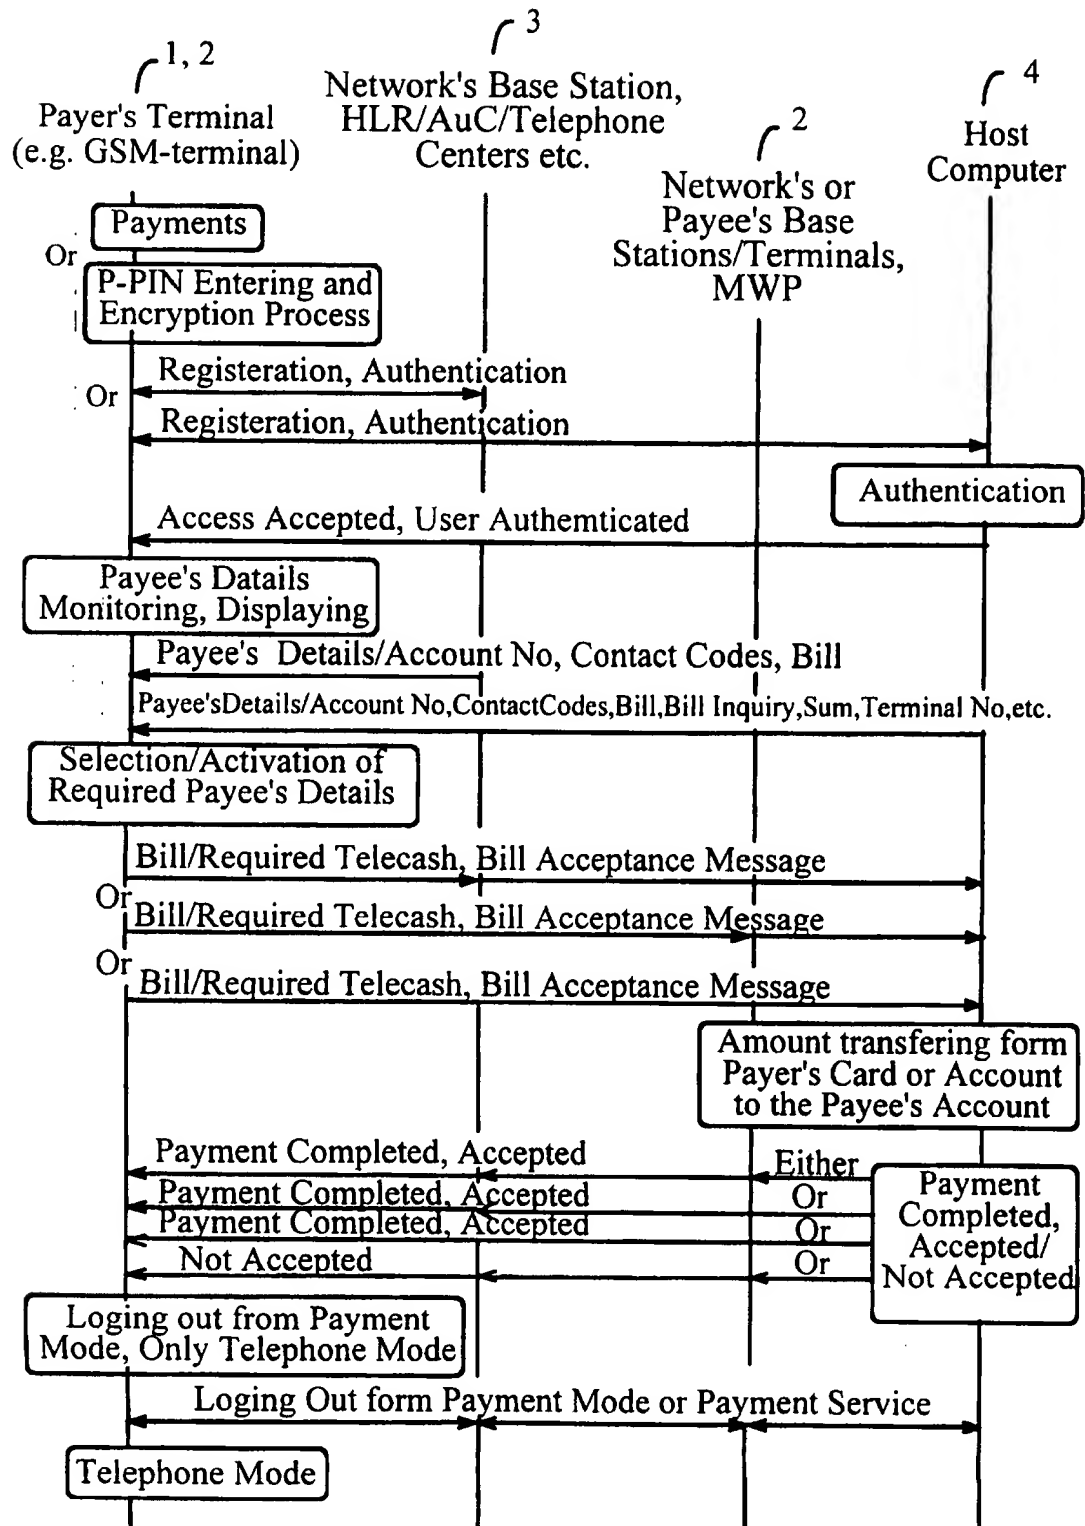 3
1, 2
4
Network's Base Station,
HLR/AuC/Telephone
Centers etc.
Payer's Terminal
(e.g. GSM-terminal)
2
Host
Computer
Network's or
Payee's Base
Stations/Terminals,
MWP
Payments
Or
P-PIN Entering and
Encryption Process
Registeration, Authentication
Or
Registeration, Authentication
Authentication
Access Accepted, User Authemticated
Payee's Datails
Monitoring, Displaying
Payee's Details/Account No, Contact Codes, Bill
Payee'sDetails/Account No,ContactCodes,Bill,Bill Inquiry,Sum,Terminal No,etc.
Selection/Activation of
Required Payee's Details
Bill/Required Telecash, Bill Acceptance Message
Or
Bill/Required Telecash, Bill Acceptance Message
Or
Bill/Required Telecash, Bill Acceptance Message
Amount transfering form
Payer's Card or Account
to the Payee's Account
Payment Completed, Accepted
Either
Payment Completed, Accepted
Or
Payment Completed, Accepted
Or
Not Accepted
Or
Payment
Completed,
Accepted/
Not Accepted
Loging out from Payment
Mode, Only Telephone Mode
Loging Out form Payment Mode or Payment Service
Telephone Mode